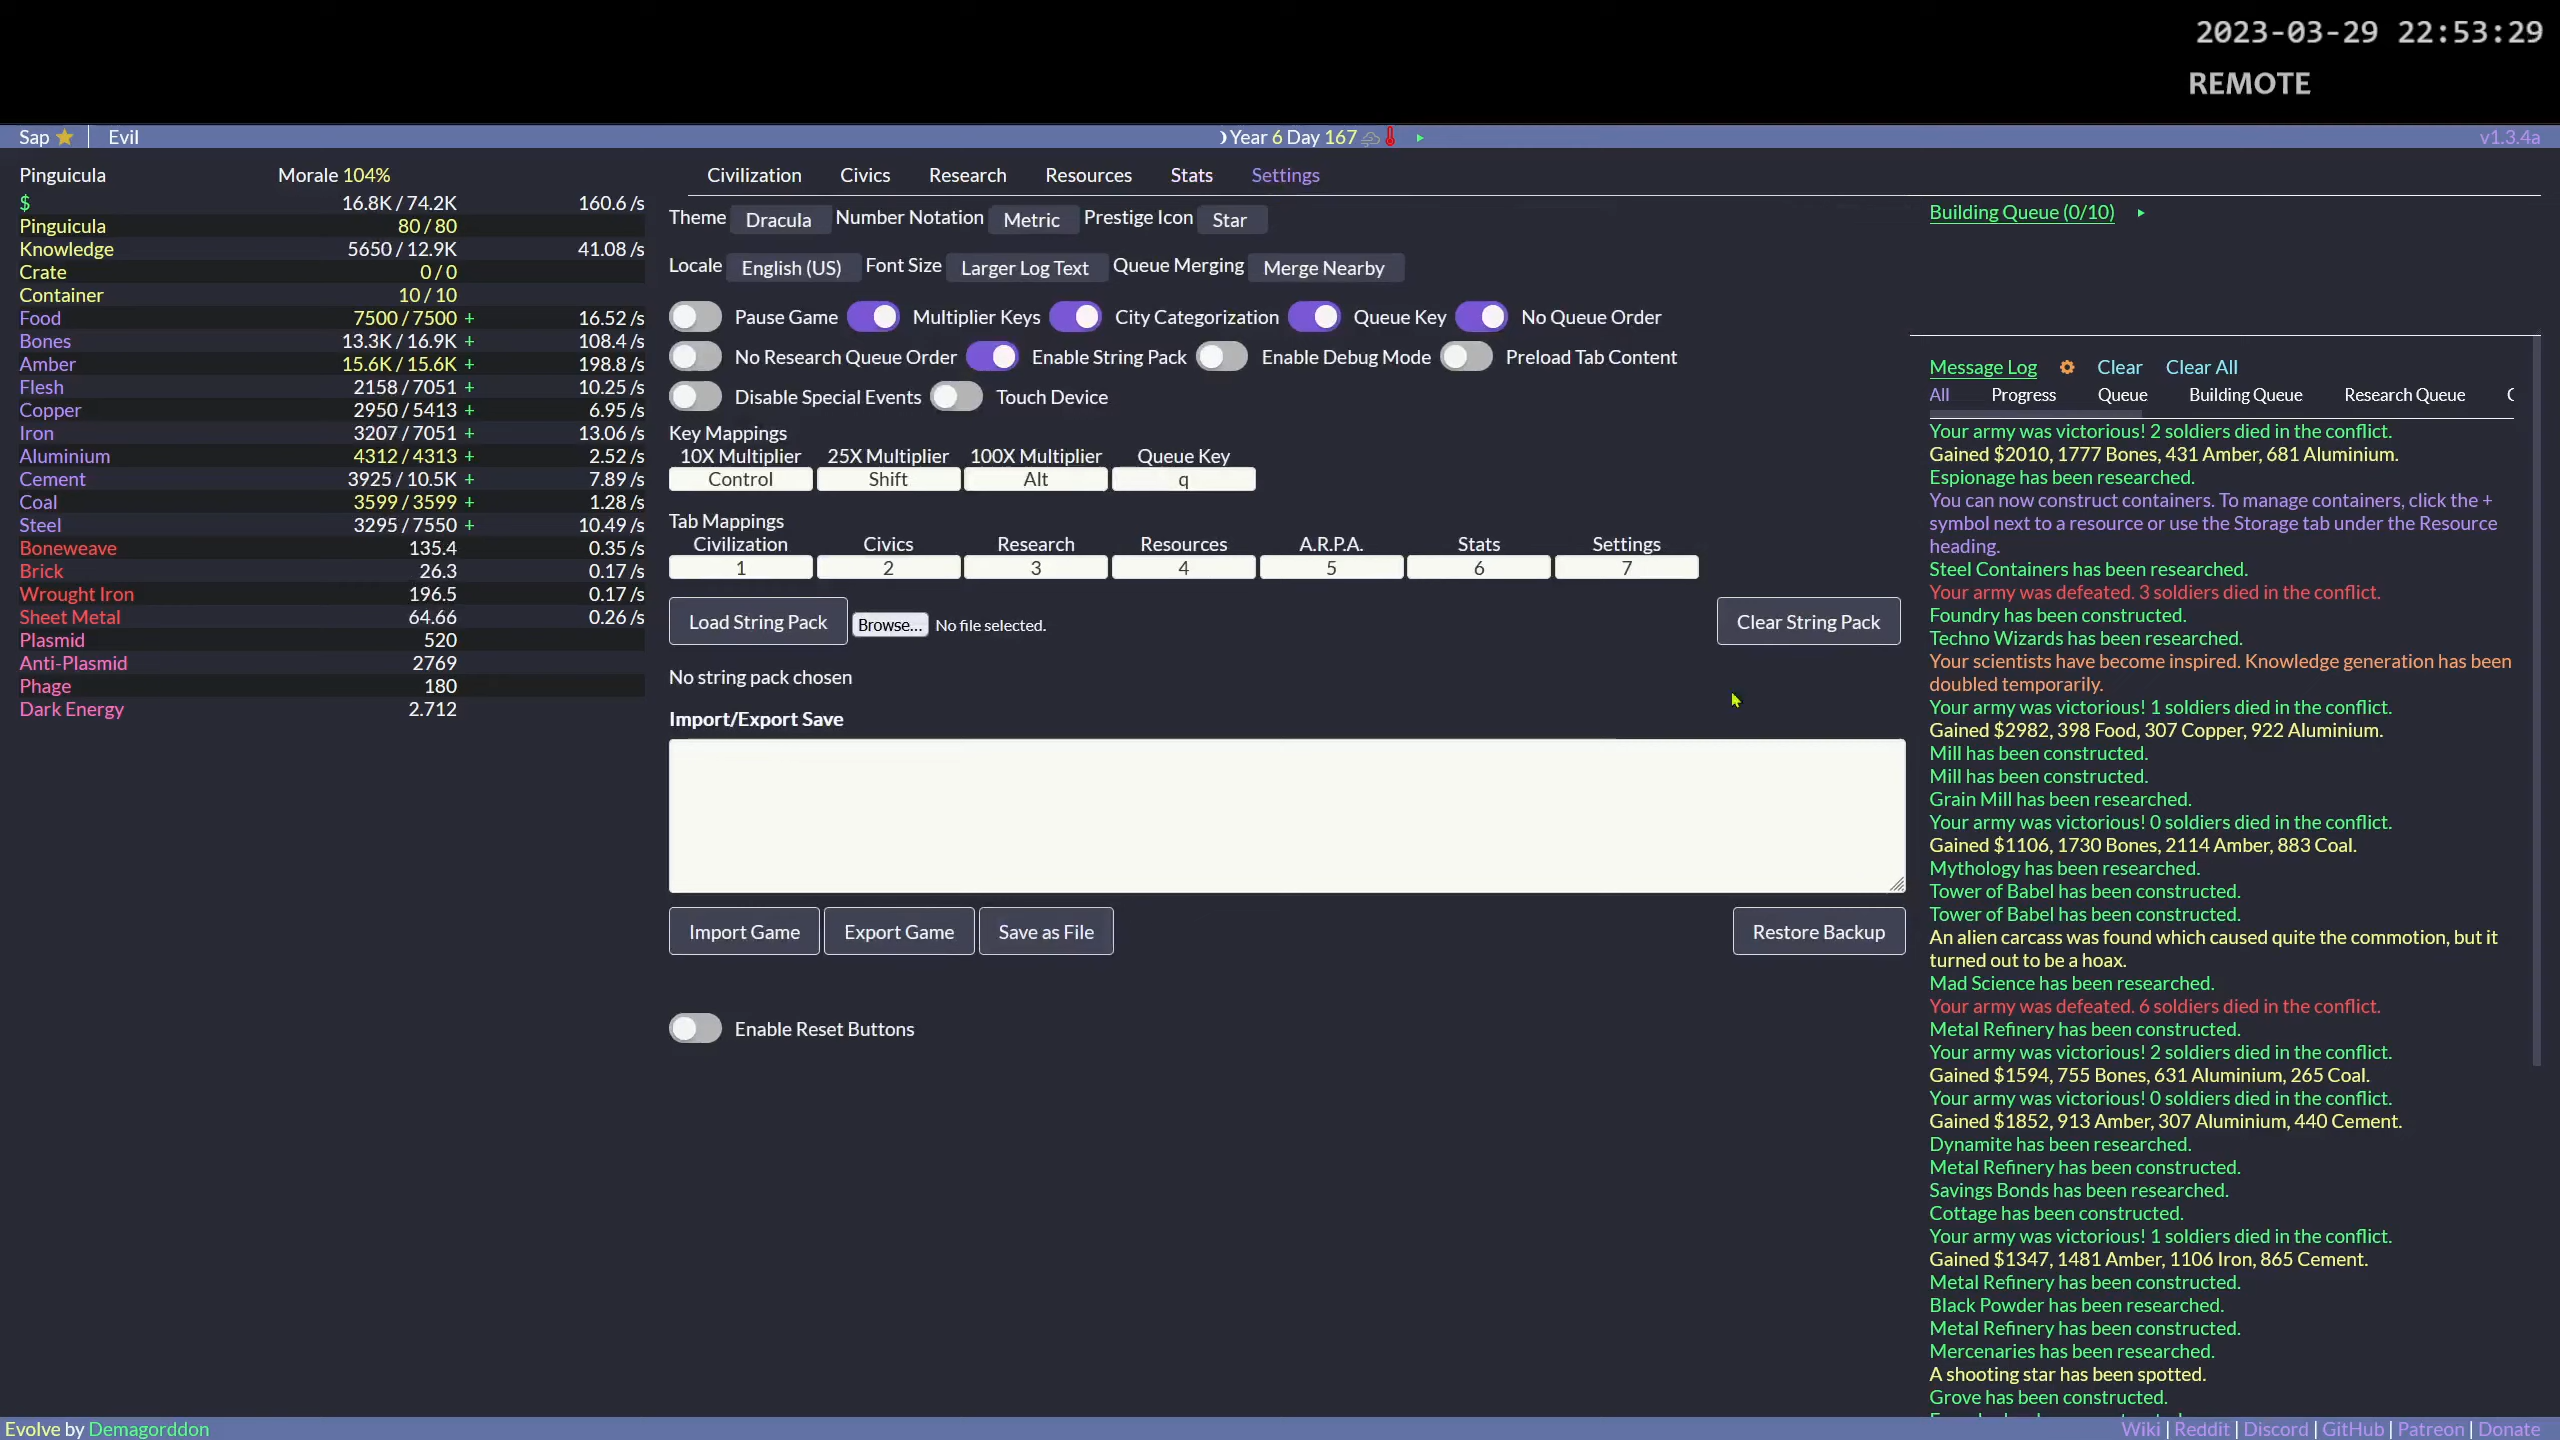 2023-03-29 22:53:29
REMOTE
Sap | Evil
Year 6 Day 167
v1.3.4a
Pinguicula Morale 104%
$ 16.8K / 74.2K 160.6 /s
Pinguicula 80 / 80
Knowledge 5650 / 12.9K 41.08 /s
Crate 0 / 0
Container 10 / 10
Food 7500 / 7500 + 16.52 /s
Bones 13.3K / 16.9K + 108.4 /s
Amber 15.6K / 15.6K + 198.8 /s
Flesh 2158 / 7051 + 10.25 /s
Copper 2950 / 5413 + 6.95 /s
Iron 3207 / 7051 + 13.06 /s
Aluminium 4312 / 4313 + 2.52 /s
Cement 3925 / 10.5K + 7.89 /s
Coal 3599 / 3599 + 1.28 /s
Steel 3295 / 7550 + 10.49 /s
Boneweave 135.4 0.35 /s
Brick 26.3 0.17 /s
Wrought Iron 196.5 0.17 /s
Sheet Metal 64.66 0.26 /s
Plasmid 520
Anti-Plasmid 2769
Phage 180
Dark Energy 2.712
Civilization Civics Research Resources Stats Settings
Theme Dracula Number Notation Metric Prestige Icon Star
Locale English (US) Font Size Larger Log Text Queue Merging Merge Nearby
Pause Game Multiplier Keys City Categorization Queue Key No Queue Order
No Research Queue Order Enable String Pack Enable Debug Mode Preload Tab Content
Disable Special Events Touch Device
Key Mappings
10X Multiplier 25X Multiplier 100X Multiplier Queue Key
Control Shift Alt q
Tab Mappings
Civilization Civics Research Resources A.R.P.A. Stats Settings
1 2 3 4 5 6 7
Load String Pack Browse... No file selected. Clear String Pack
No string pack chosen
Import/Export Save
Import Game Export Game Save as File Restore Backup
Enable Reset Buttons
Building Queue (0/10)
Message Log Clear Clear All
All Progress Queue Building Queue Research Queue
Your army was victorious! 2 soldiers died in the conflict.
Gained $2010, 1777 Bones, 431 Amber, 681 Aluminium.
Espionage has been researched.
You can now construct containers. To manage containers, click the +
symbol next to a resource or use the Storage tab under the Resource
heading.
Steel Containers has been researched.
Your army was defeated. 3 soldiers died in the conflict.
Foundry has been constructed.
Techno Wizards has been researched.
Your scientists have become inspired. Knowledge generation has been
doubled temporarily.
Your army was victorious! 1 soldiers died in the conflict.
Gained $2982, 398 Food, 307 Copper, 922 Aluminium.
Mill has been constructed.
Mill has been constructed.
Grain Mill has been researched.
Your army was victorious! 0 soldiers died in the conflict.
Gained $1106, 1730 Bones, 2114 Amber, 883 Coal.
Mythology has been researched.
Tower of Babel has been constructed.
Tower of Babel has been constructed.
An alien carcass was found which caused quite the commotion, but it
turned out to be a hoax.
Mad Science has been researched.
Your army was defeated. 6 soldiers died in the conflict.
Metal Refinery has been constructed.
Your army was victorious! 2 soldiers died in the conflict.
Gained $1594, 755 Bones, 631 Aluminium, 265 Coal.
Your army was victorious! 0 soldiers died in the conflict.
Gained $1852, 913 Amber, 307 Aluminium, 440 Cement.
Dynamite has been researched.
Metal Refinery has been constructed.
Savings Bonds has been researched.
Cottage has been constructed.
Your army was victorious! 1 soldiers died in the conflict.
Gained $1347, 1481 Amber, 1106 Iron, 865 Cement.
Metal Refinery has been constructed.
Black Powder has been researched.
Metal Refinery has been constructed.
Mercenaries has been researched.
A shooting star has been spotted.
Grove has been constructed.
Evolve by Demagorddon
Wiki | Reddit | Discord | GitHub | Patreon | Donate